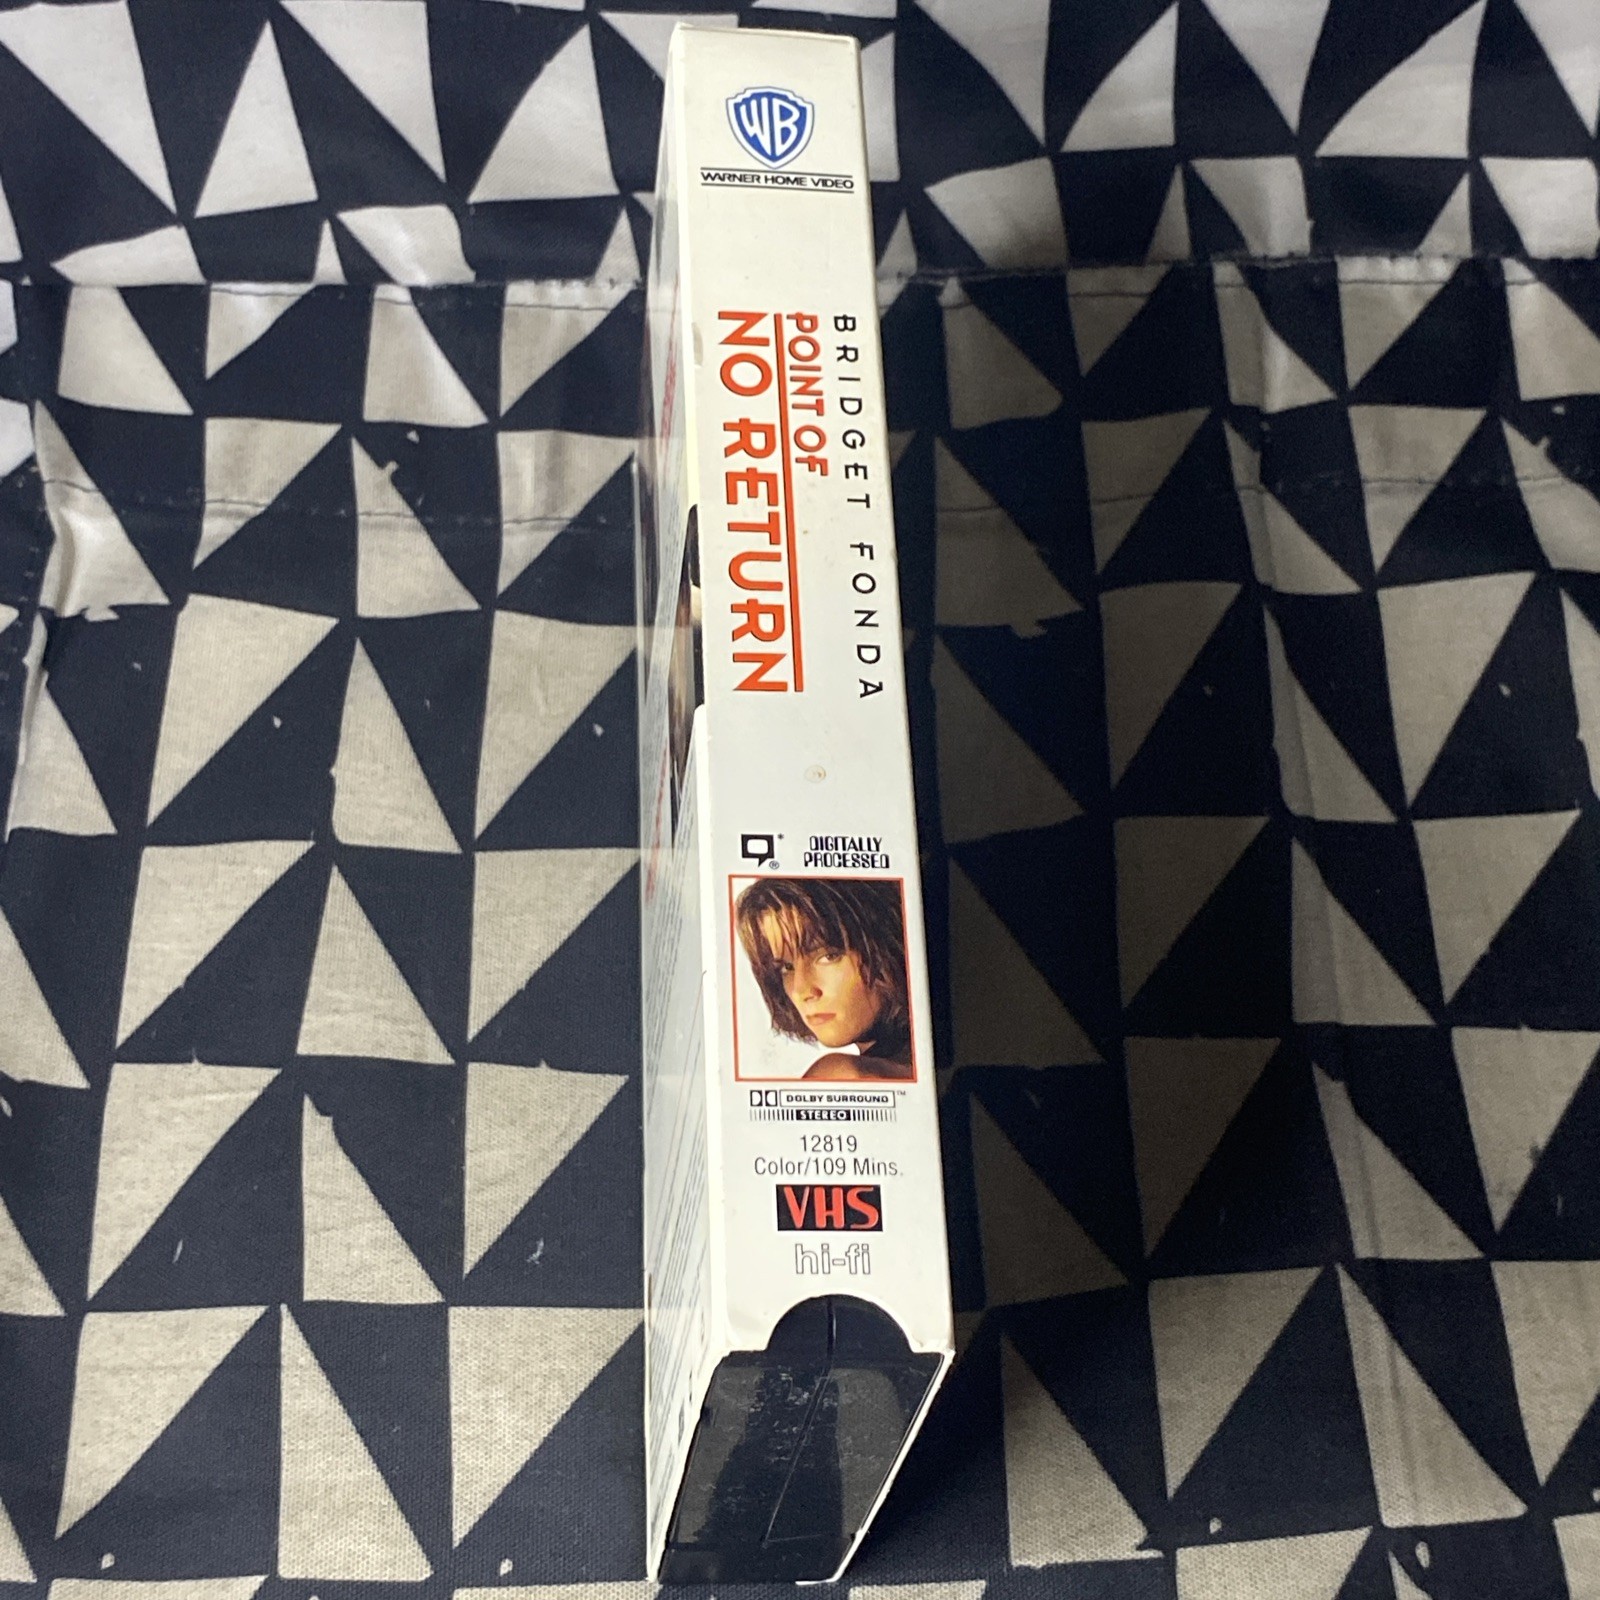 WB
WARNER HOME VIDEO
BRIDGET FONDA
POINT OF
NO RETURN
DIGITALLY
PROCESSED
DOLBY SURROUND™
STEREO
12819
Color/109 Mins.
VHS
hi-fi